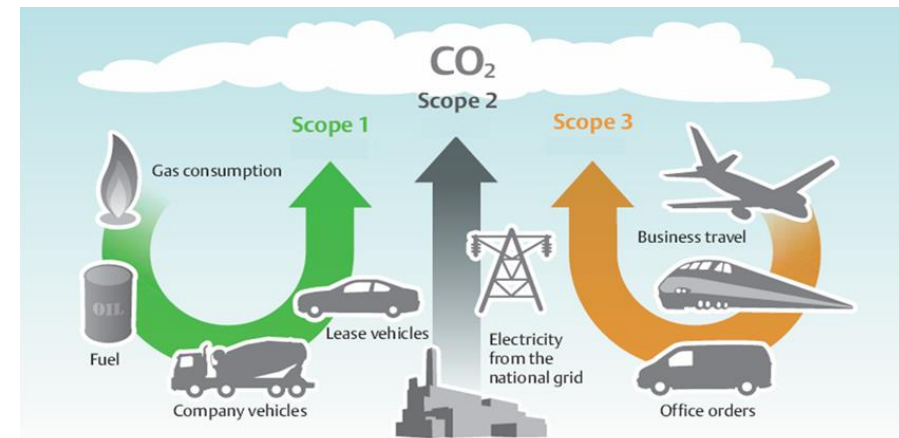 CO₂
Scope 2
Scope 1
Scope 3
Gas consumption
Business travel
OIL
Fuel
Lease vehicles
Electricity
from the
national grid
Company vehicles
Office orders